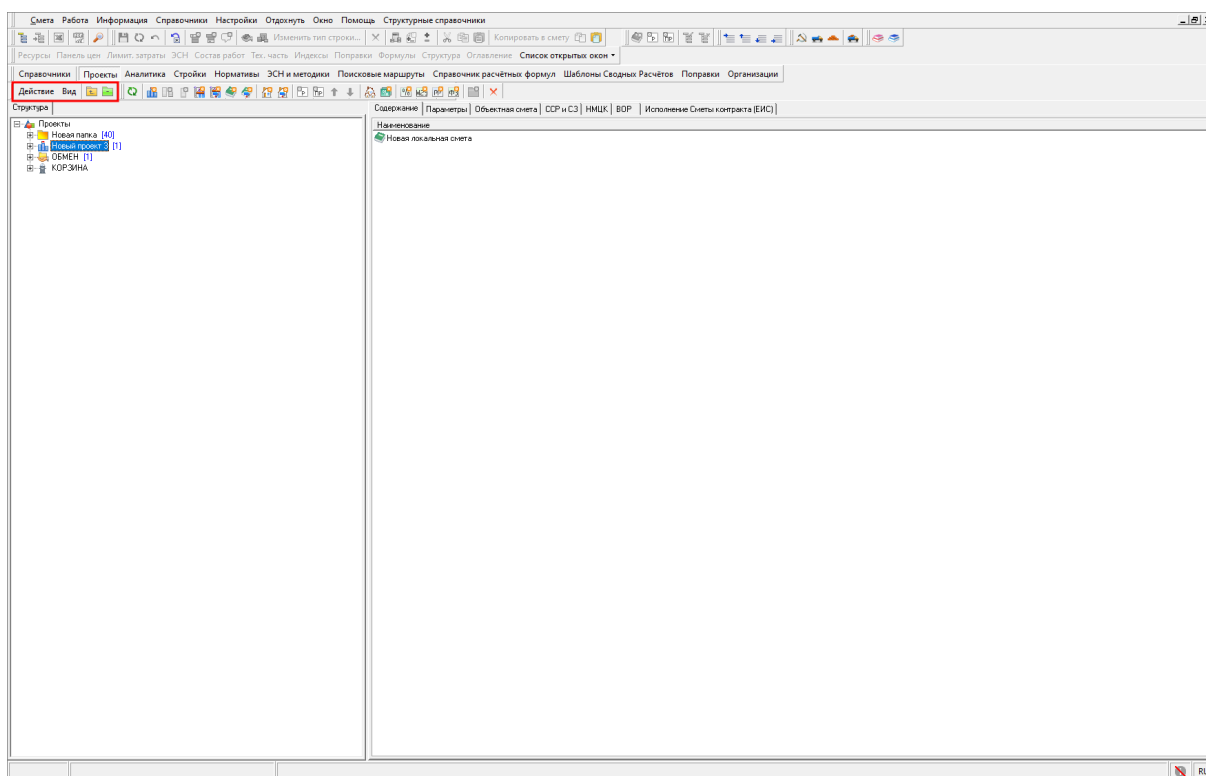 Смета Работа Информация Справочники Настройки Отдохнуть Окно Помощь Структурные справочники
Изменить тип строки... Копировать в смету
Ресурсы Панель цен Лимит. затраты ЭСН Состав работ Тех. часть Индексы Поправки Формулы Структура Оглавление Список открытых окон
Справочники Проекты Аналитика Стройки Нормативы ЭСН и методики Поисковые маршруты Справочник расчётных формул Шаблоны Сводных Расчётов Поправки Организации
Действие Вид
Структура Содержание Параметры Объектная смета ССР и СЗ НМЦК ВОР Исполнение Сметы контракта (ЕИС)
Проекты Наименование
Новая папка [40] Новая локальная смета
Новый проект 3 [1]
ОБМЕН [1]
КОРЗИНА